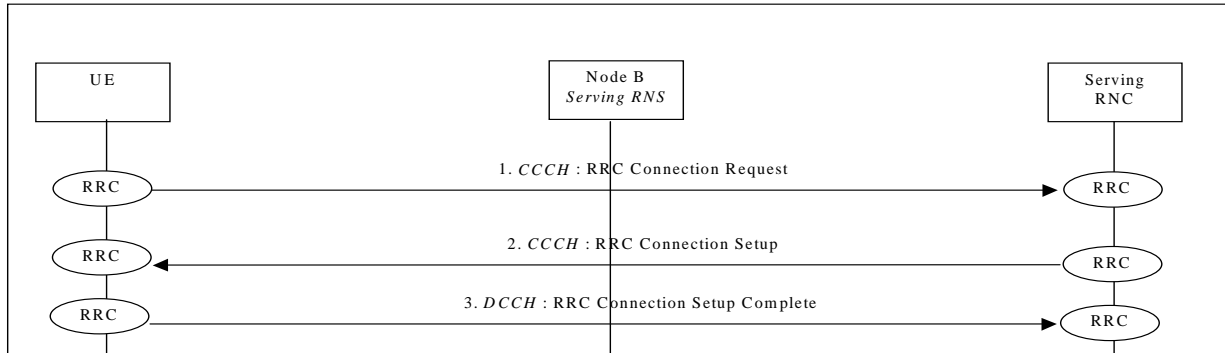 UE
Node B
Serving RNS
Serving
RNC
1. CCCH : RRC Connection Request
RRC
RRC
2. CCCH : RRC Connection Setup
RRC
RRC
3. DCCH : RRC Connection Setup Complete
RRC
RRC